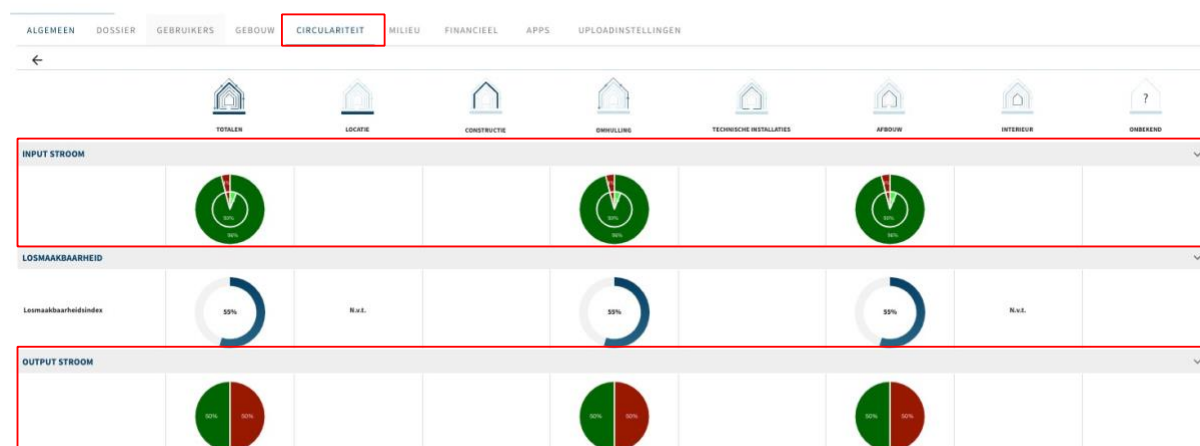 ALGEMEEN DOSSIER GEBRUIKERS GEBOUW CIRCULARITEIT MILIEU FINANCIEEL APPS UPLOADINSTELLINGEN
?
TOTALEN LOCATIE CONSTRUCTIE OMHULLING TECHNISCHE INSTALLATIES AFBOUW INTERIEUR ONBEKEND
INPUT STROOM
LOSMAAKBAARHEID
Losmaakbaarheidsindex 55% N.v.t. 55% 55% N.v.t.
OUTPUT STROOM
50% 50% 50% 50% 50% 50%